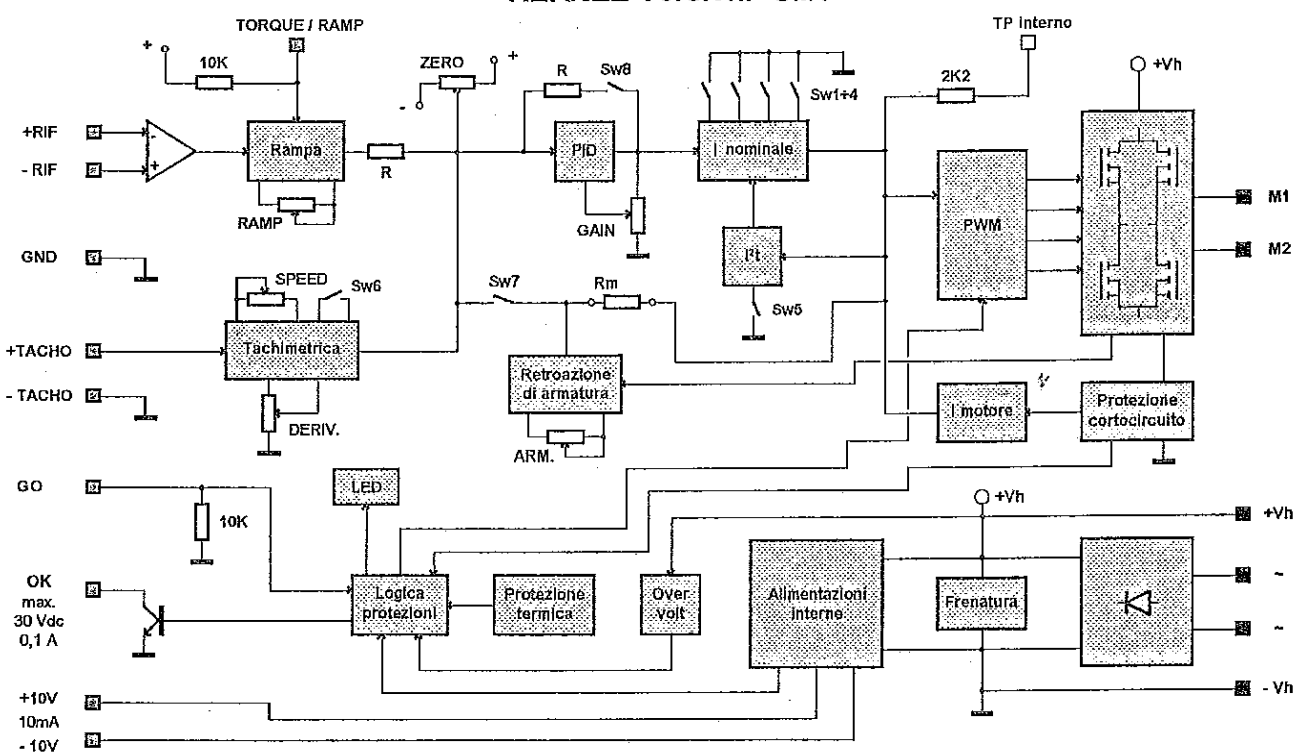 TORQUE / RAMP
TP interno
10K
ZERO
R
Sw8
Sw1÷4
2K2
+Vh
+
+
-
+RIF
- RIF
-
+
Rampa
R
PID
I nominale
RAMP
GAIN
PWM
M1
M2
GND
SPEED
Sw6
Sw7
Rm
I²t
Sw5
+TACHO
Tachimetrica
- TACHO
DERIV.
Retroazione
di armatura
ARM.
I motore
Protezione
cortocircuito
GO
10K
LED
+Vh
+Vh
OK
max.
30 Vdc
0,1 A
Logica
protezioni
Protezione
termica
Over
volt
Alimentazioni
interne
Frenatura
~
~
+10V
10mA
- 10V
- Vh